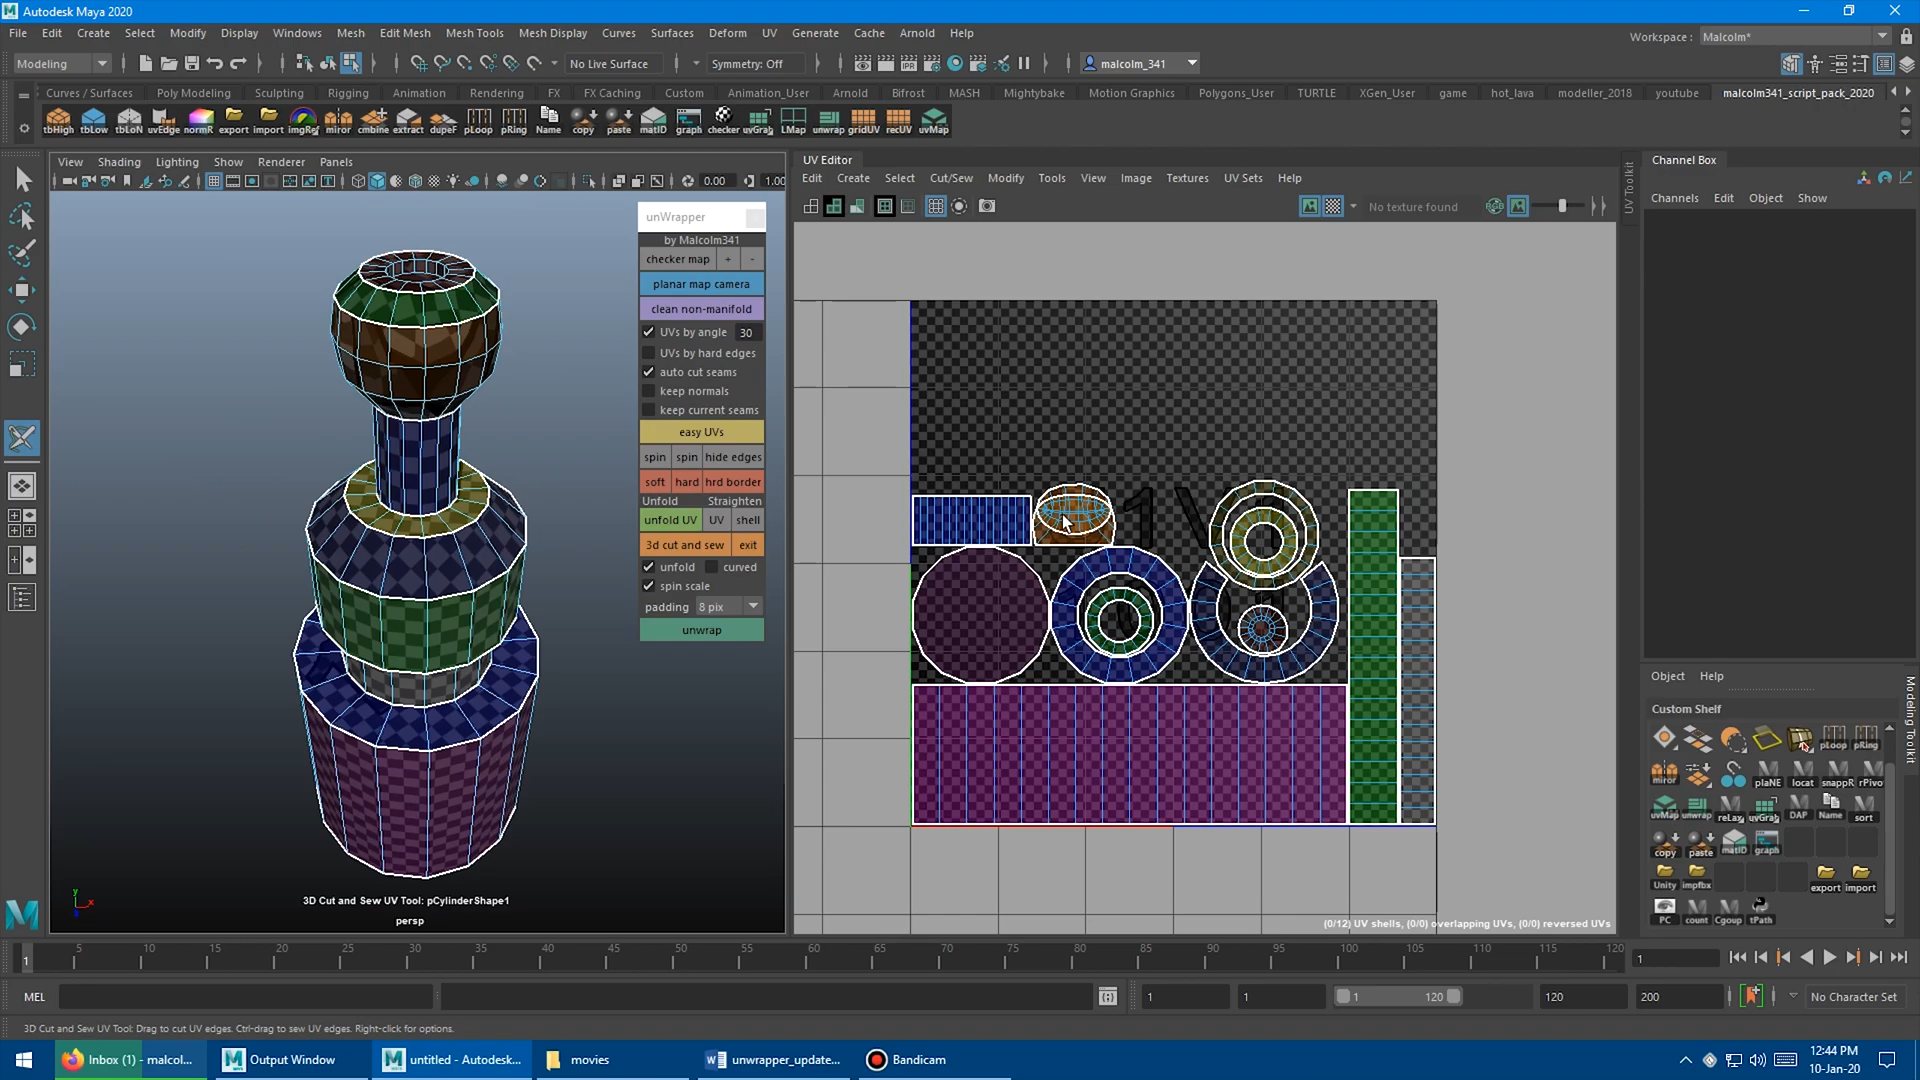 Autodesk Maya 2020
File Edit Create Select Modify Display Windows Mesh Edit Mesh Mesh Tools Mesh Display Curves Surfaces Deform UV Generate Cache Arnold Help
Workspace : Malcolm*
Modeling No Live Surface Symmetry: Off malcolm_341
Curves / Surfaces Poly Modeling Sculpting Rigging Animation Rendering FX FX Caching Custom Animation_User Arnold Bifrost MASH Mightybake Motion Graphics Polygons_User TURTLE XGen_User game hot_lava modeller_2018 youtube malcolm341_script_pack_2020
tbHigh tbLow tbLoN uvEdge normR export import imgRef miror cmbine extract dupeF pLoop pRing Name copy paste matID graph checker uvGraj LMap unwrap gridUV recUV uvMap
View Shading Lighting Show Renderer Panels
0.00 1.00
unWrapper
by Malcolm341
checker map + -
planar map camera
clean non-manifold
UVs by angle 30
UVs by hard edges
auto cut seams
keep normals
keep current seams
easy UVs
spin spin hide edges
soft hard hrd border
Unfold Straighten
unfold UV UV shell
3d cut and sew exit
unfold curved
spin scale
padding 8 pix
unwrap
3D Cut and Sew UV Tool: pCylinderShape1
persp
UV Editor
Edit Create Select Cut/Sew Modify Tools View Image Textures UV Sets Help
No texture found
UV Toolkit
(0/12) UV shells, (0/0) overlapping UVs, (0/0) reversed UVs
Channel Box
Channels Edit Object Show
Object Help
Custom Shelf
pLoop pRing
miror plaNE locat snappR rPivo
uvMap unwrap reLax uvGraj DAP Name sort
copy paste matID graph
Unity impfbx export import
PC count Cgoup tPath
Modeling Toolkit
5 10 15 20 25 30 35 40 45 50 55 60 65 70 75 80 85 90 95 100 105 110 115 120
1 1
MEL 1 1 1 120 120 200 No Character Set
3D Cut and Sew UV Tool: Drag to cut UV edges. Ctrl-drag to sew UV edges. Right-click for options.
Inbox (1) - malcol... Output Window untitled - Autodesk... movies unwrapper_update... Bandicam
12:44 PM
10-Jan-20